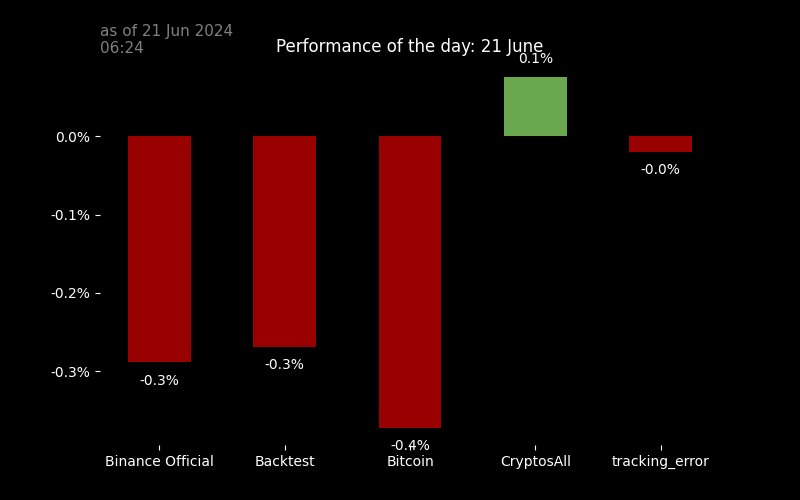 as of 21 Jun 2024
06:24
Performance of the day: 21 June
0.1%
0.0%
-0.0%
-0.1%
-0.2%
-0.3%
-0.3%
-0.3%
-0.4%
Binance Official
Backtest
Bitcoin
CryptosAll
tracking_error